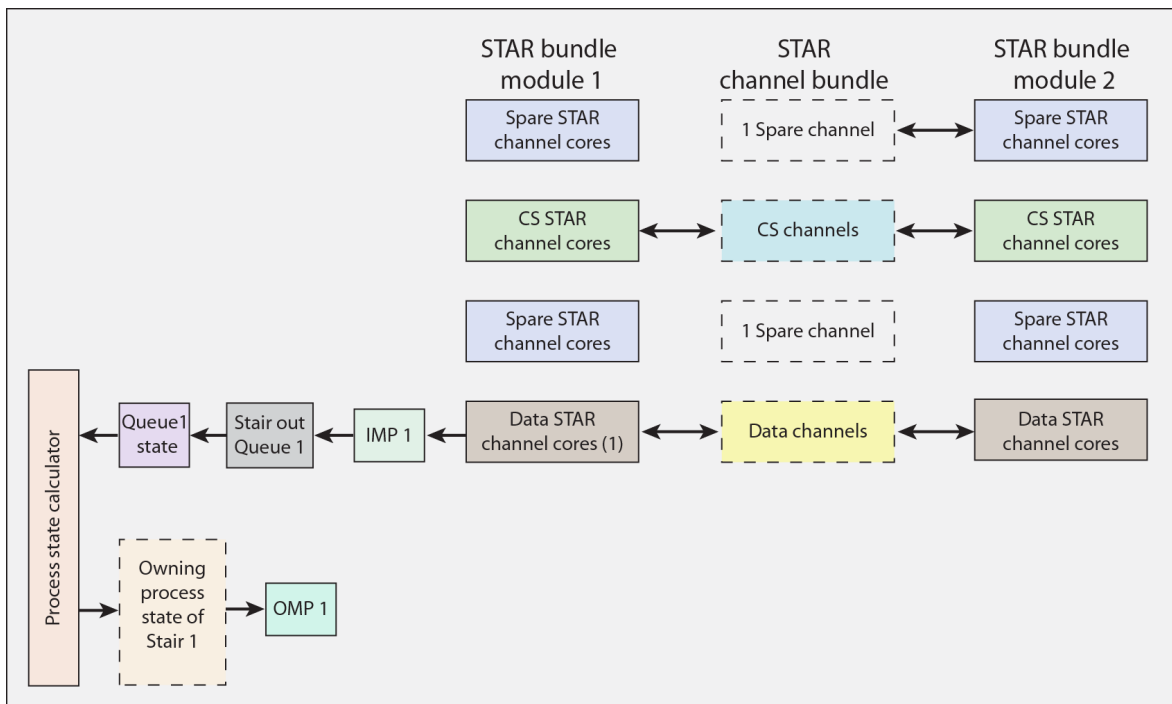 STAR bundle
module 1
STAR
channel bundle
STAR bundle
module 2
Spare STAR
channel cores
1 Spare channel
Spare STAR
channel cores
CS STAR
channel cores
CS channels
CS STAR
channel cores
Spare STAR
channel cores
1 Spare channel
Spare STAR
channel cores
Process state calculator
Queue1
state
Stair out
Queue 1
IMP 1
Data STAR
channel cores (1)
Data channels
Data STAR
channel cores
Owning
process
state of
Stair 1
OMP 1